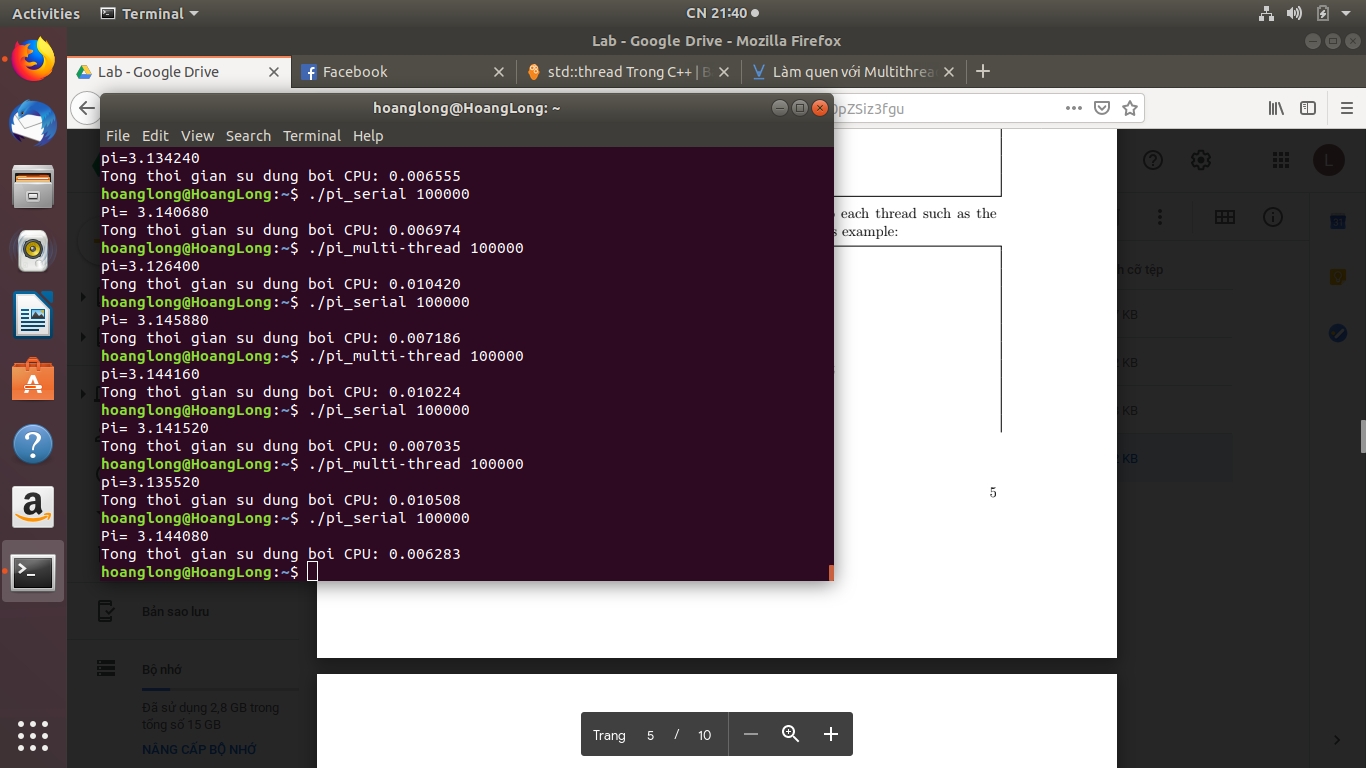 Activities
Terminal
CN 21:40
Lab - Google Drive - Mozilla Firefox
Lab - Google Drive
Facebook
std::thread Trong C++ | B
Làm quen với Multithrea
pZSiz3fgu
hoanglong@HoangLong: ~
File Edit View Search Terminal Help
pi=3.134240
Tong thoi gian su dung boi CPU: 0.006555
hoanglong@HoangLong:~$ ./pi_serial 100000
Pi= 3.140680
Tong thoi gian su dung boi CPU: 0.006974
hoanglong@HoangLong:~$ ./pi_multi-thread 100000
pi=3.126400
Tong thoi gian su dung boi CPU: 0.010420
hoanglong@HoangLong:~$ ./pi_serial 100000
Pi= 3.145880
Tong thoi gian su dung boi CPU: 0.007186
hoanglong@HoangLong:~$ ./pi_multi-thread 100000
pi=3.144160
Tong thoi gian su dung boi CPU: 0.010224
hoanglong@HoangLong:~$ ./pi_serial 100000
Pi= 3.141520
Tong thoi gian su dung boi CPU: 0.007035
hoanglong@HoangLong:~$ ./pi_multi-thread 100000
pi=3.135520
Tong thoi gian su dung boi CPU: 0.010508
hoanglong@HoangLong:~$ ./pi_serial 100000
Pi= 3.144080
Tong thoi gian su dung boi CPU: 0.006283
hoanglong@HoangLong:~$
each thread such as the
example:
L
31
h cỡ tệp
KB
KB
KB
KB
5
Bản sao lưu
Bộ nhớ
Đã sử dụng 2,8 GB trong
tổng số 15 GB
NÂNG CẤP BỘ NHỚ
Trang 5 / 10